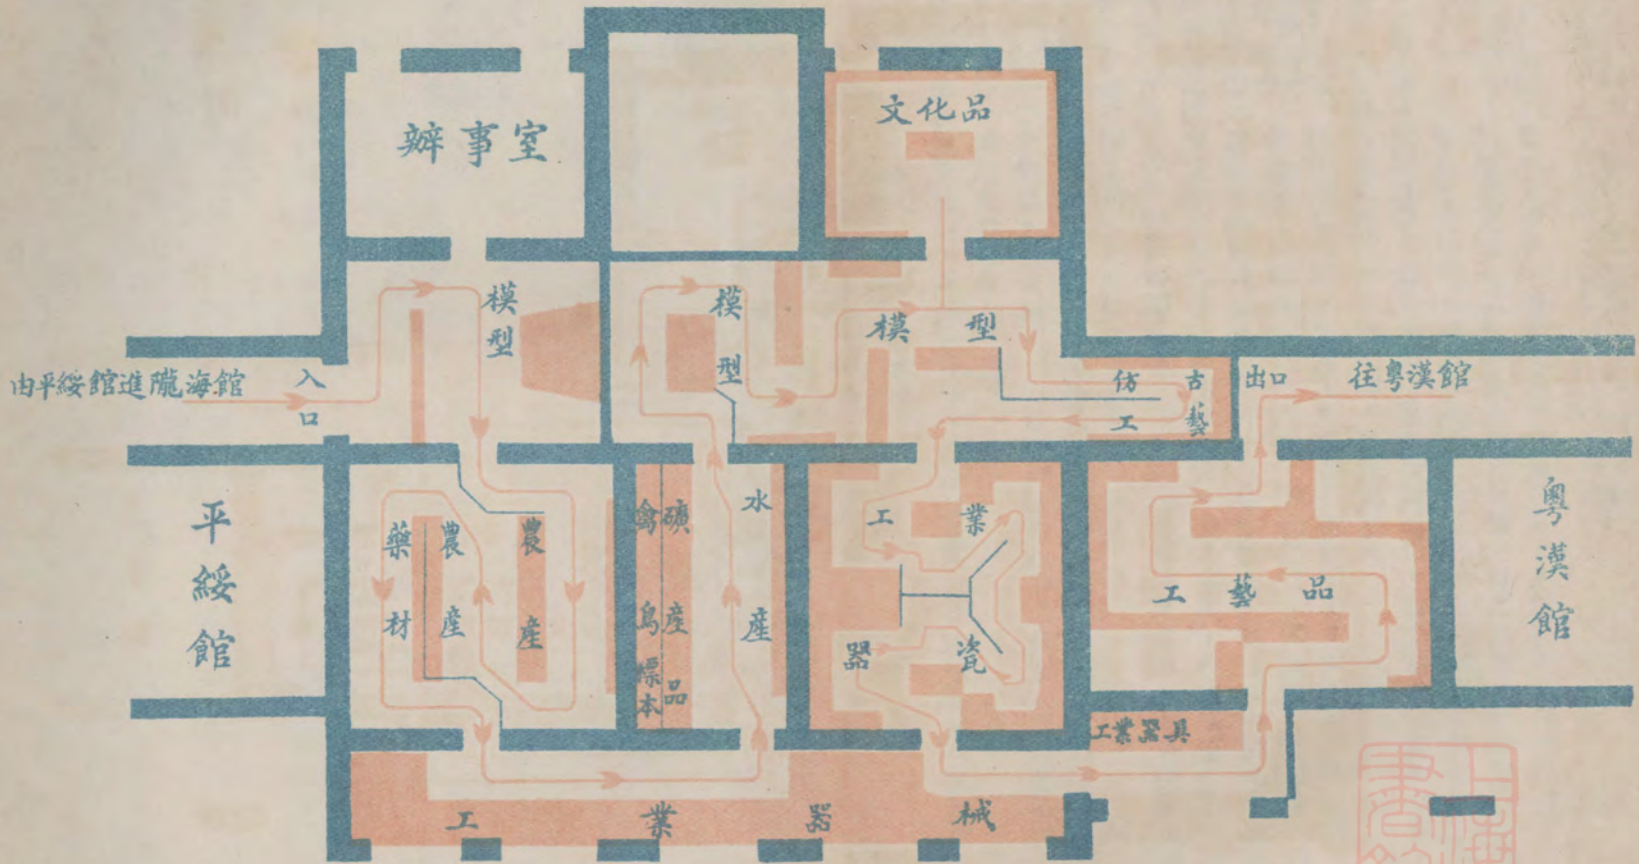 辦事室
文化品
模型
模型
模型
由平綏館進隴海館
入口
仿古
工藝
出口
往粵漢館
平綏館
藥材
農產
農產
禽鳥標本
礦產品
水產
工業
器瓷
工藝品
粵漢館
工業器具
工業器械